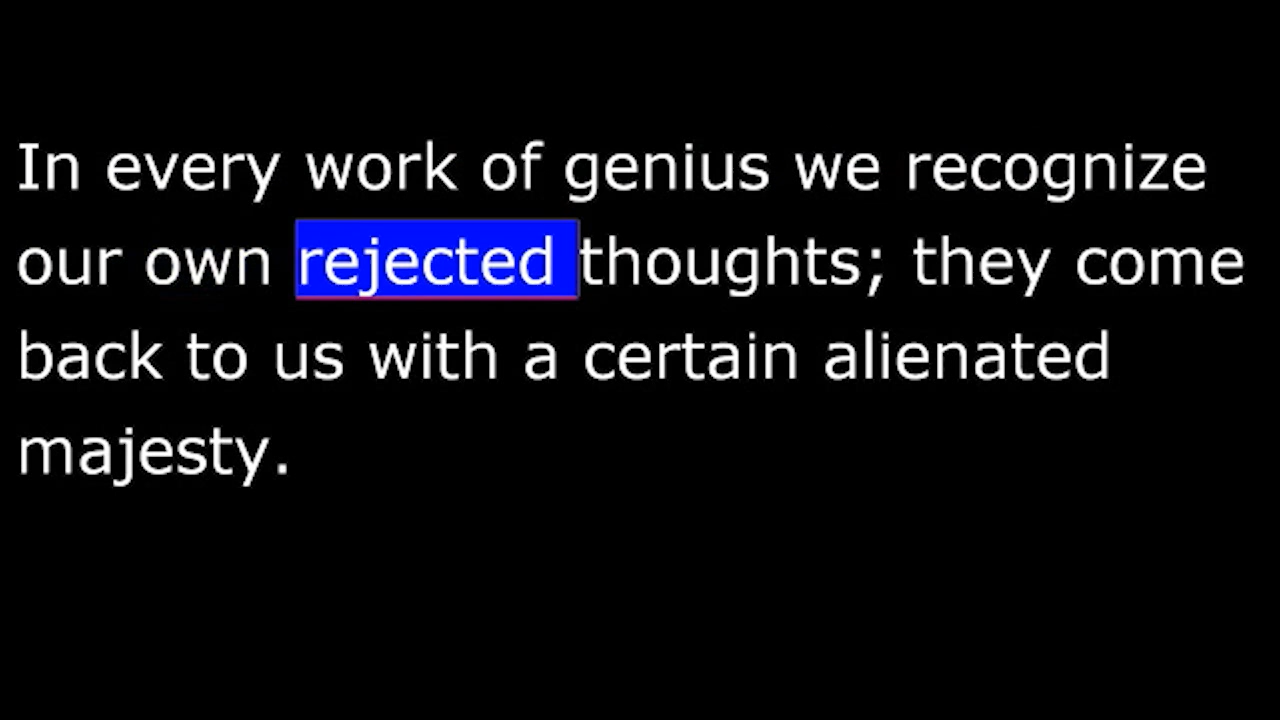 In every work of genius we recognize
our own rejected thoughts; they come
back to us with a certain alienated
majesty.